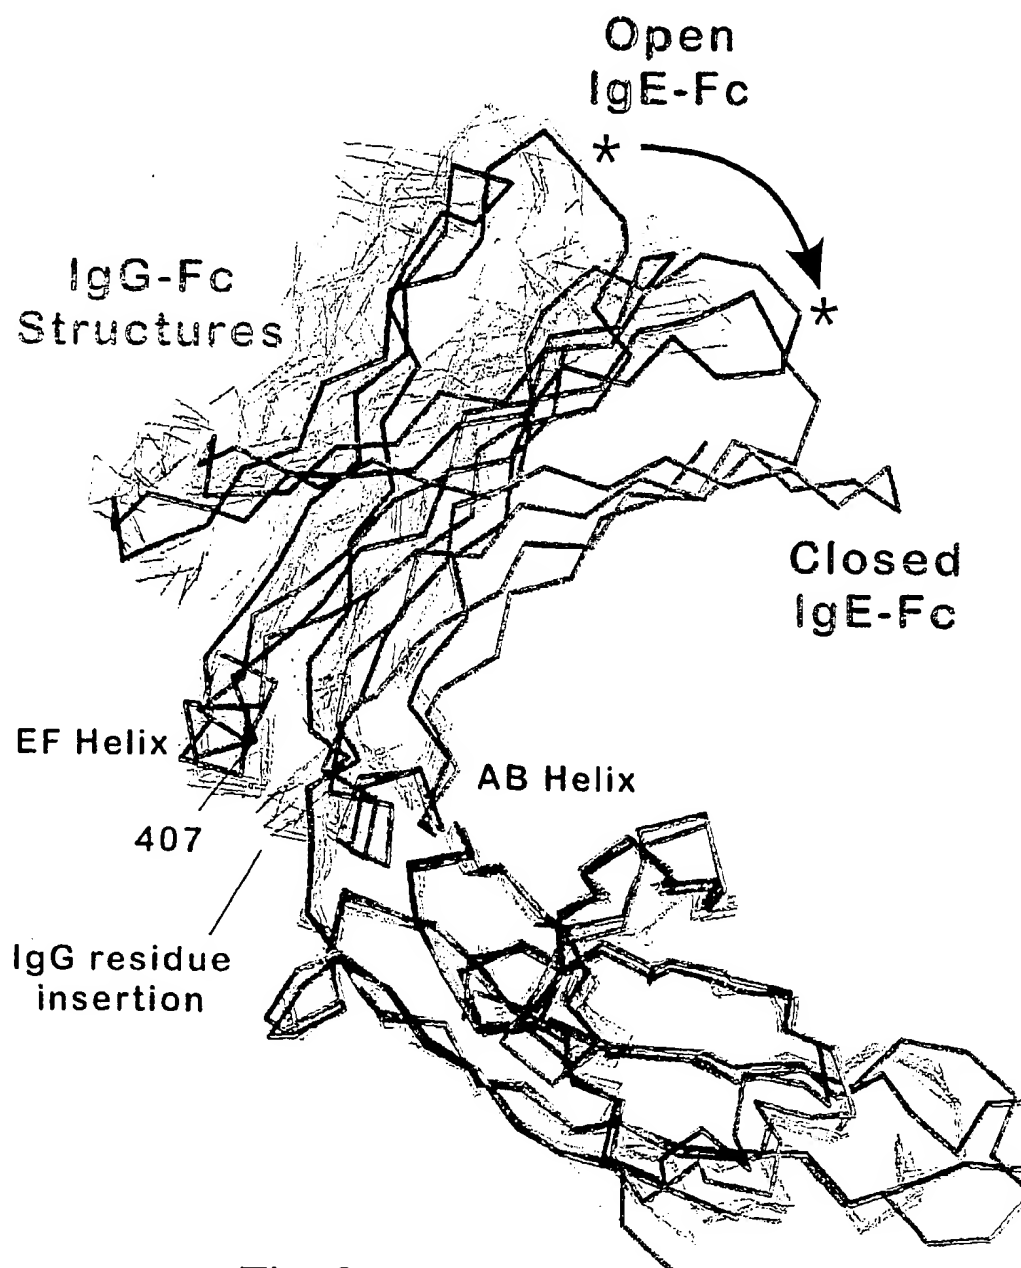 Open
IgE-Fc
*
IgG-Fc
Structures
*
Closed
IgE-Fc
EF Helix
AB Helix
407
IgG residue
insertion